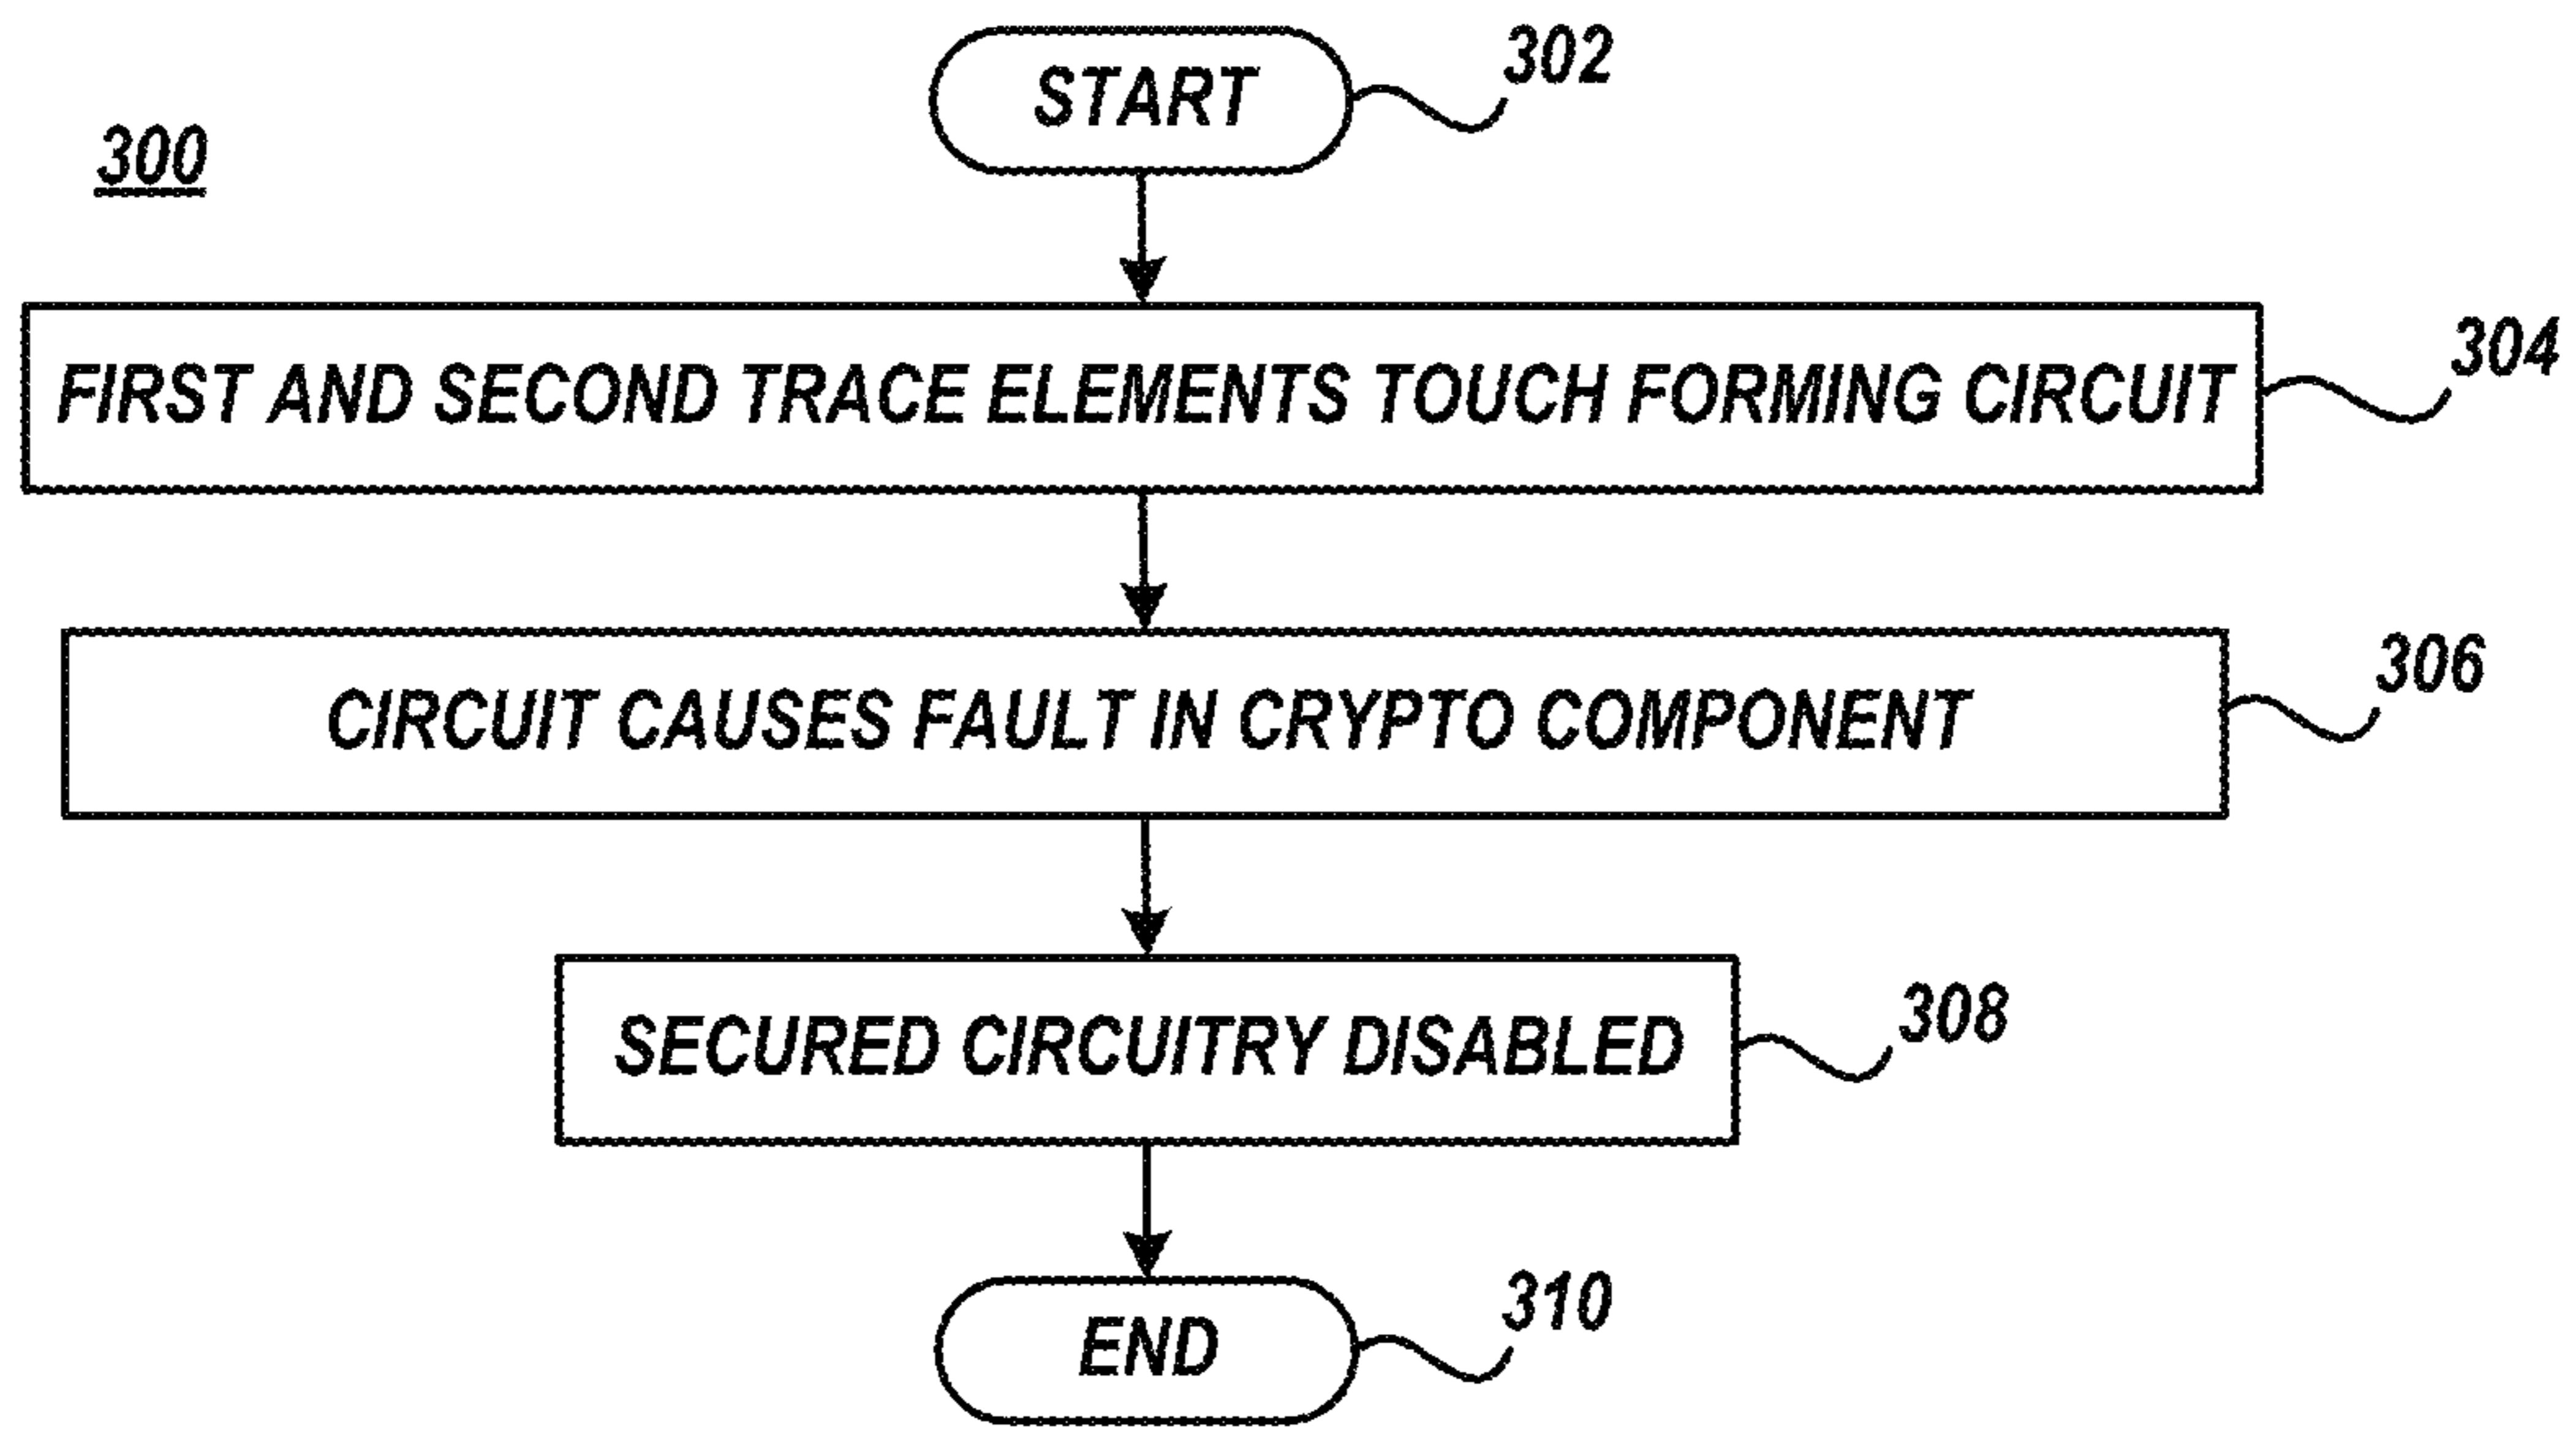 302
START
300
304
FIRST AND SECOND TRACE ELEMENTS TOUCH FORMING CIRCUIT
306
CIRCUIT CAUSES FAULT IN CRYPTO COMPONENT
308
SECURED CIRCUITRY DISABLED
310
END